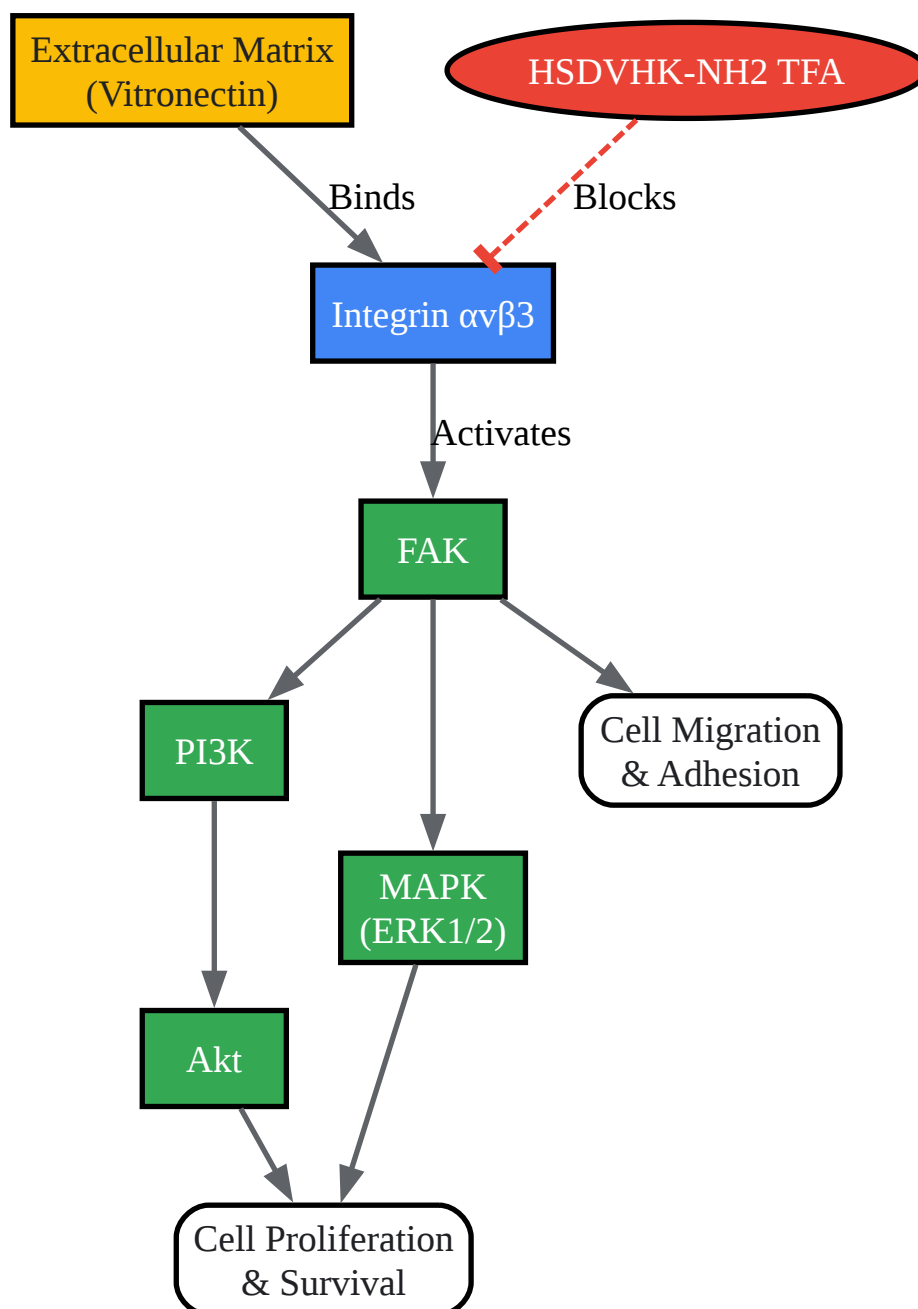 Extracellular Matrix
(Vitronectin)
HSDVHK-NH2 TFA
Binds
Blocks
Integrin αvβ3
Activates
FAK
PI3K
Cell Migration
& Adhesion
MAPK
(ERK1/2)
Akt
Cell Proliferation
& Survival